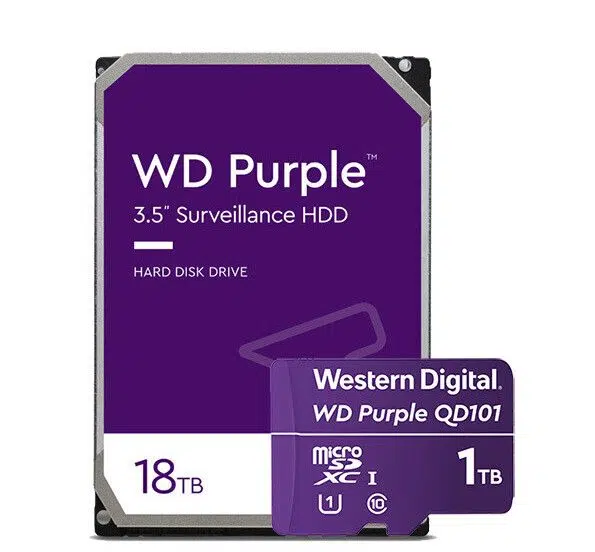 WD Purple™
3.5" Surveillance HDD
HARD DISK DRIVE
18TB
Western Digital.
WD Purple QD101
micro
SD
XC I
1
10
1TB